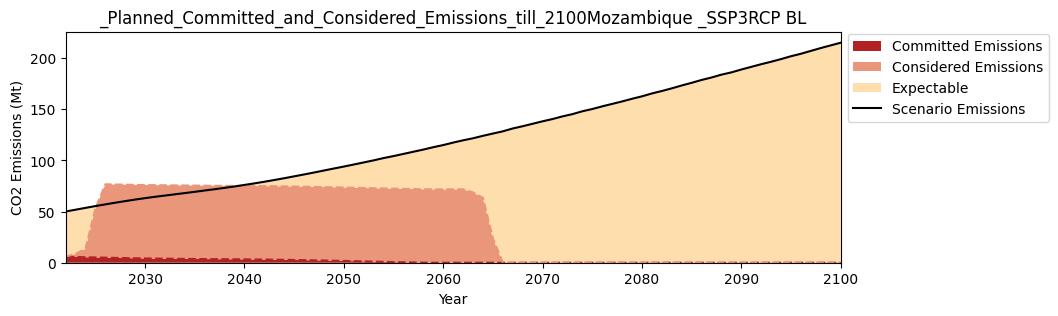 _Planned_Committed_and_Considered_Emissions_till_2100Mozambique _SSP3RCP BL
Committed Emissions
Considered Emissions
Expectable
Scenario Emissions
CO2 Emissions (Mt)
200
150
100
50
0
2030 2040 2050 2060 2070 2080 2090 2100
Year